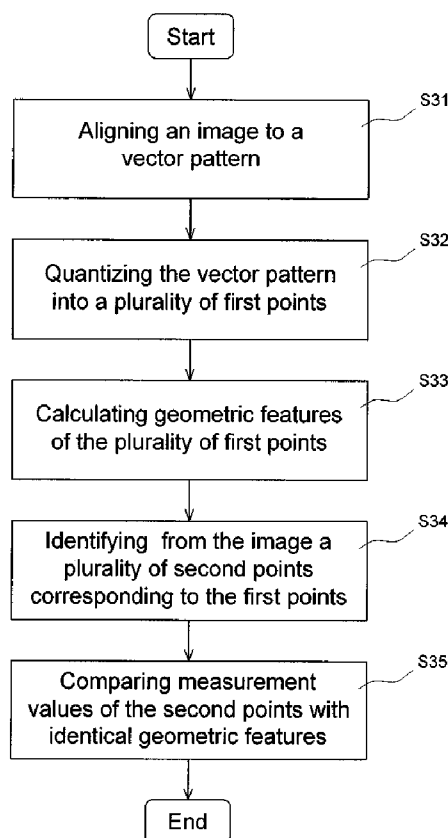 Start
S31
Aligning an image to a
vector pattern
S32
Quantizing the vector pattern
into a plurality of first points
S33
Calculating geometric features
of the plurality of first points
S34
Identifying from the image a
plurality of second points
corresponding to the first points
S35
Comparing measurement
values of the second points with
identical geometric features
End